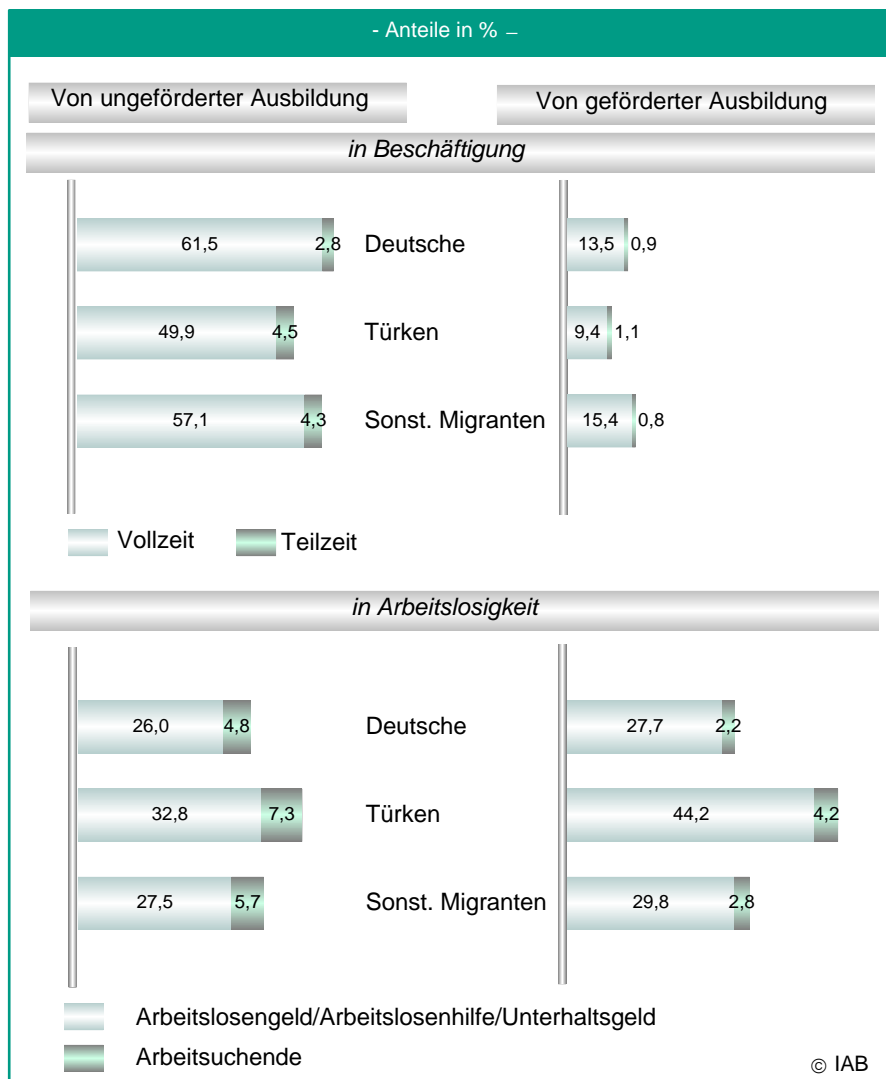 - Anteile in % –
Von ungeförderter Ausbildung
Von geförderter Ausbildung
in Beschäftigung
61,5 2,8 Deutsche 13,5 0,9
49,9 4,5 Türken 9,4 1,1
57,1 4,3 Sonst. Migranten 15,4 0,8
Vollzeit Teilzeit
in Arbeitslosigkeit
26,0 4,8 Deutsche 27,7 2,2
32,8 7,3 Türken 44,2 4,2
27,5 5,7 Sonst. Migranten 29,8 2,8
Arbeitslosengeld/Arbeitslosenhilfe/Unterhaltsgeld
Arbeitsuchende
© IAB